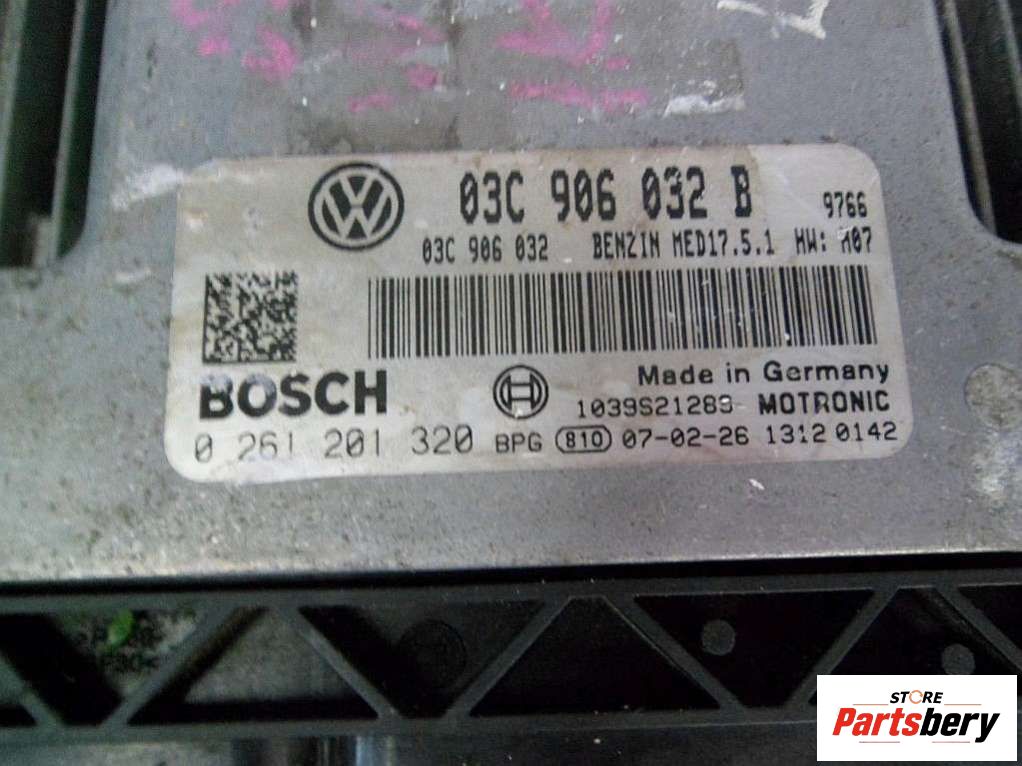 03C 906 032 B 9766
03C 906 032 BENZIN MED17.5.1 HW: H07
BOSCH
Made in Germany
1039S21289 MOTRONIC
0 261 201 320 BPG 810 07-02-26 1312 0142
STORE
Partsbery